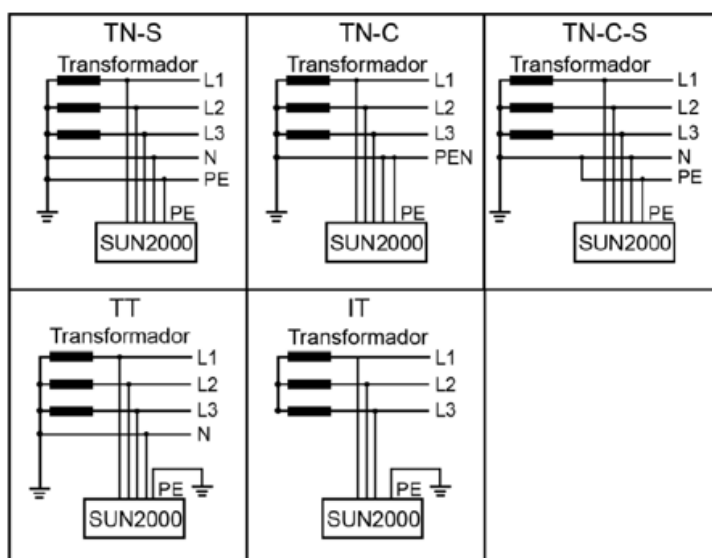 TN-S
Transformador
L1
L2
L3
N
PE
PE
SUN2000
TN-C
Transformador
L1
L2
L3
PEN
PE
SUN2000
TN-C-S
Transformador
L1
L2
L3
N
PE
PE
SUN2000
TT
Transformador
L1
L2
L3
N
PE
SUN2000
IT
Transformador
L1
L2
L3
PE
SUN2000